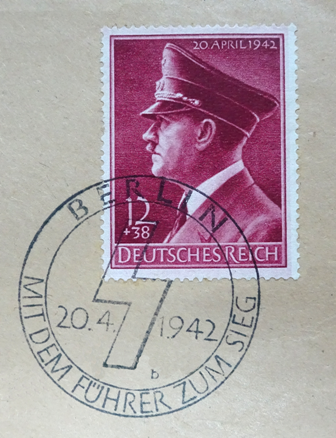 20.APRIL 1942
12
+38
DEUTSCHES REICH
BERLIN
20.4. 1942
b
MIT DEM FÜHRER ZUM SIEG